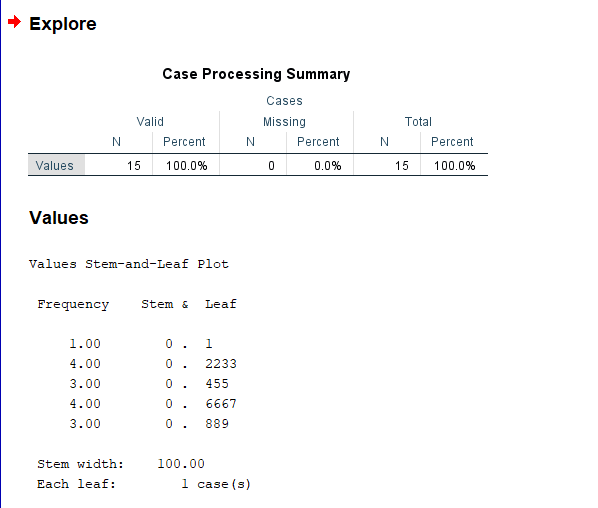 Explore
Case Processing Summary
Cases
Valid Missing Total
N Percent N Percent N Percent
Values 15 100.0% 0 0.0% 15 100.0%
Values
Values Stem-and-Leaf Plot
Frequency Stem & Leaf
1.00 0 . 1
4.00 0 . 2233
3.00 0 . 455
4.00 0 . 6667
3.00 0 . 889
Stem width: 100.00
Each leaf: 1 case(s)